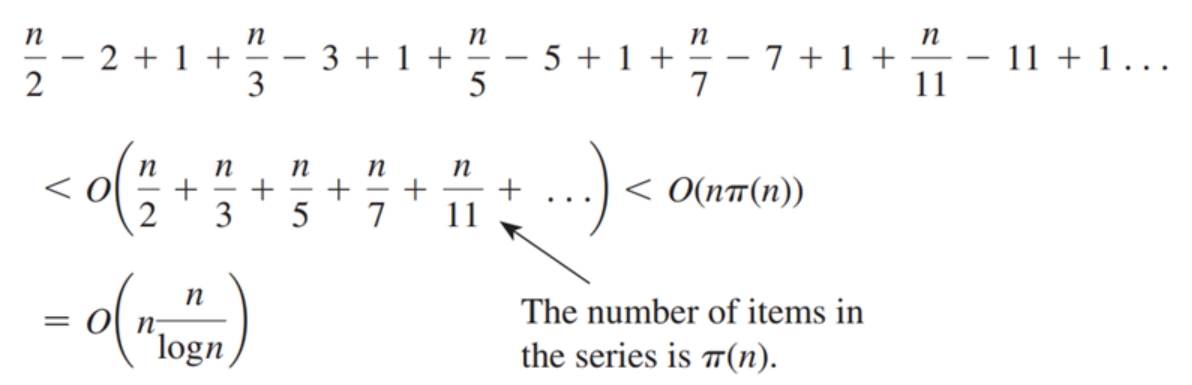 n/2 − 2 + 1 + n/3 − 3 + 1 + n/5 − 5 + 1 + n/7 − 7 + 1 + n/11 − 11 + 1...
< O(n/2 + n/3 + n/5 + n/7 + n/11 + ...) < O(nπ(n))
= O(n n/logn)
The number of items in
the series is π(n).